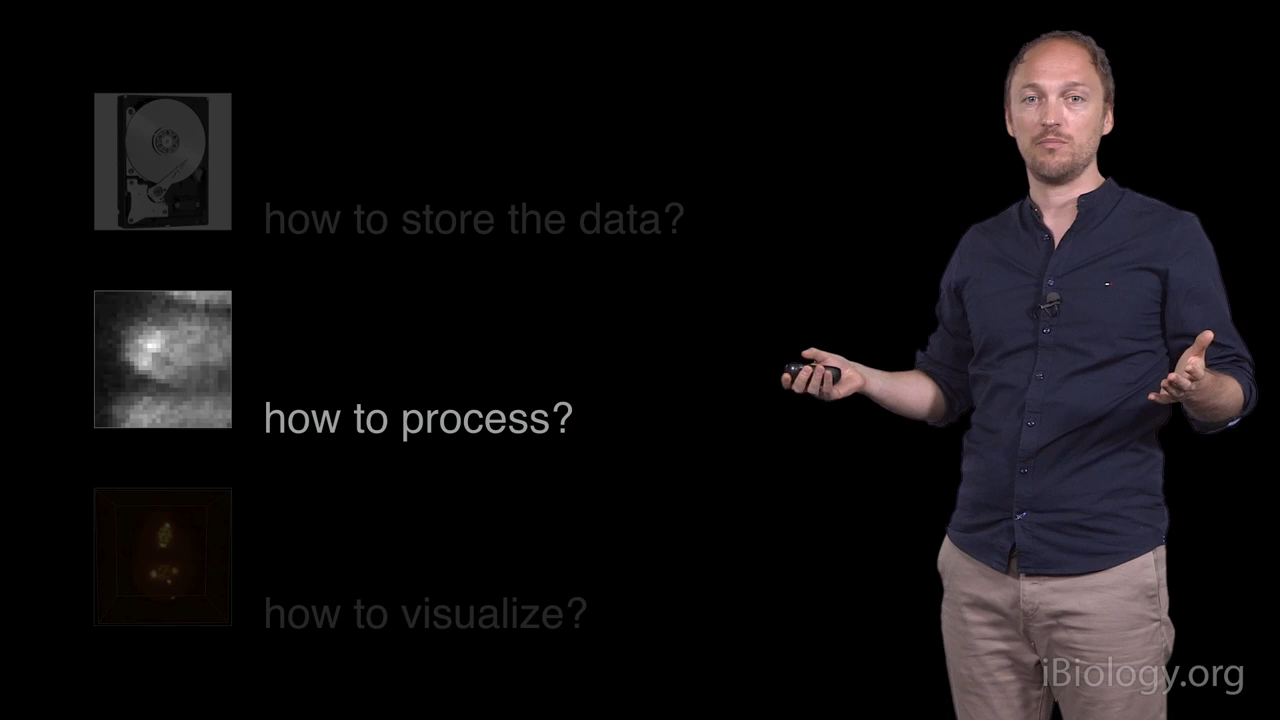 how to store the data?
how to process?
how to visualize?
iBiology.org